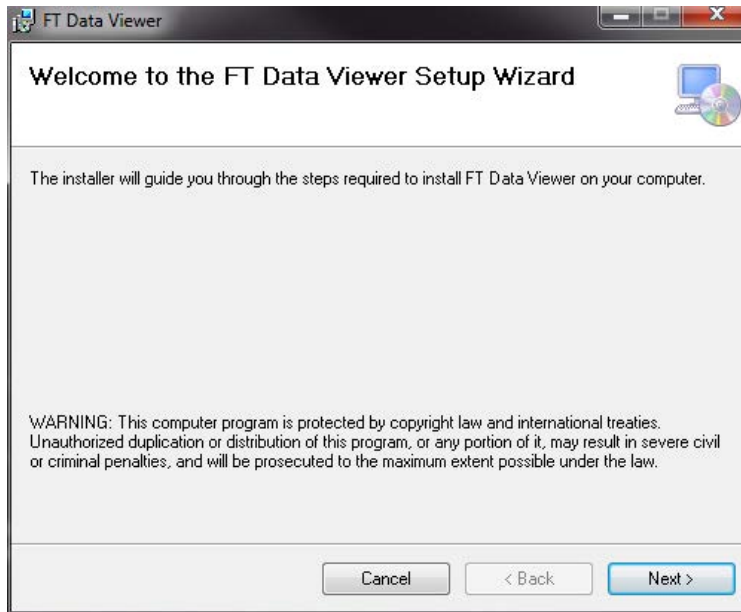 FT Data Viewer
Welcome to the FT Data Viewer Setup Wizard
The installer will guide you through the steps required to install FT Data Viewer on your computer.
WARNING: This computer program is protected by copyright law and international treaties.
Unauthorized duplication or distribution of this program, or any portion of it, may result in severe civil
or criminal penalties, and will be prosecuted to the maximum extent possible under the law.
Cancel
< Back
Next >